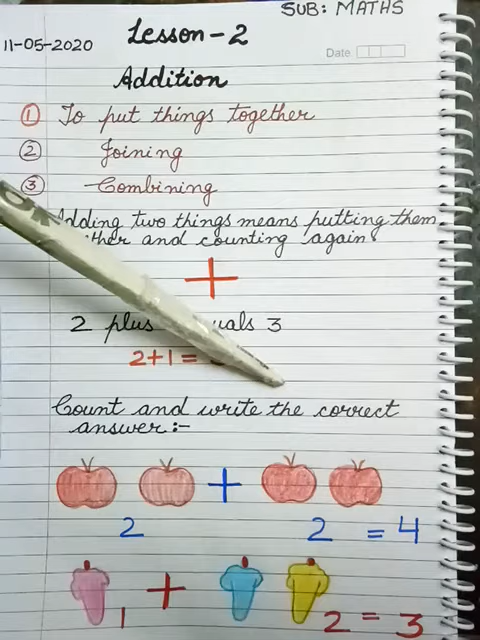 SUB: MATHS
11-05-2020
Lesson-2
Date
Addition
① To put things together
② Joining
③ Combining
Adding two things means putting them
and counting again.
+
2 plus 3
2+1=
Count and write the correct
answer:-
+
2 2 = 4
+
1 2 = 3